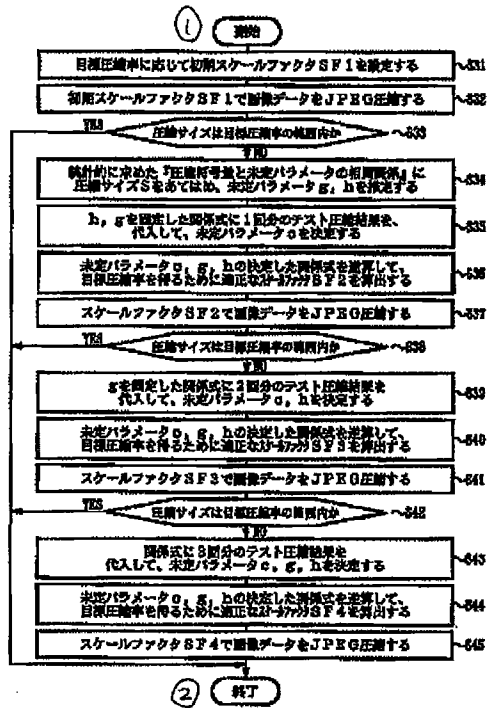 ① 開始
目標圧縮率に応じて初期スケールファクタSF1を設定する
S31
初期スケールファクタSF1で画像データをJPEG圧縮する
S32
YES
圧縮サイズは目標圧縮率の範囲内か
S33
NO
統計的に求めた『圧縮符号量と未定パラメータの相関関係』に
圧縮サイズSをあてはめ、未定パラメータg, hを推定する
S34
h, gを固定した関係式に1回分のテスト圧縮結果を、
代入して、未定パラメータcを決定する
S35
未定パラメータc, g, hの決定した関係式を逆算して、
目標圧縮率を得るために適正なスケールファクタSF2を算出する
S36
スケールファクタSF2で画像データをJPEG圧縮する
S37
YES
圧縮サイズは目標圧縮率の範囲内か
S38
NO
gを固定した関係式に2回分のテスト圧縮結果を
代入して、未定パラメータc, hを決定する
S39
未定パラメータc, g, hの決定した関係式を逆算して、
目標圧縮率を得るために適正なスケールファクタSF3を算出する
S40
スケールファクタSF3で画像データをJPEG圧縮する
S41
YES
圧縮サイズは目標圧縮率の範囲内か
S42
NO
関係式に3回分のテスト圧縮結果を
代入して、未定パラメータc, g, hを決定する
S43
未定パラメータc, g, hの決定した関係式を逆算して、
目標圧縮率を得るために適正なスケールファクタSF4を算出する
S44
スケールファクタSF4で画像データをJPEG圧縮する
S45
② 終了